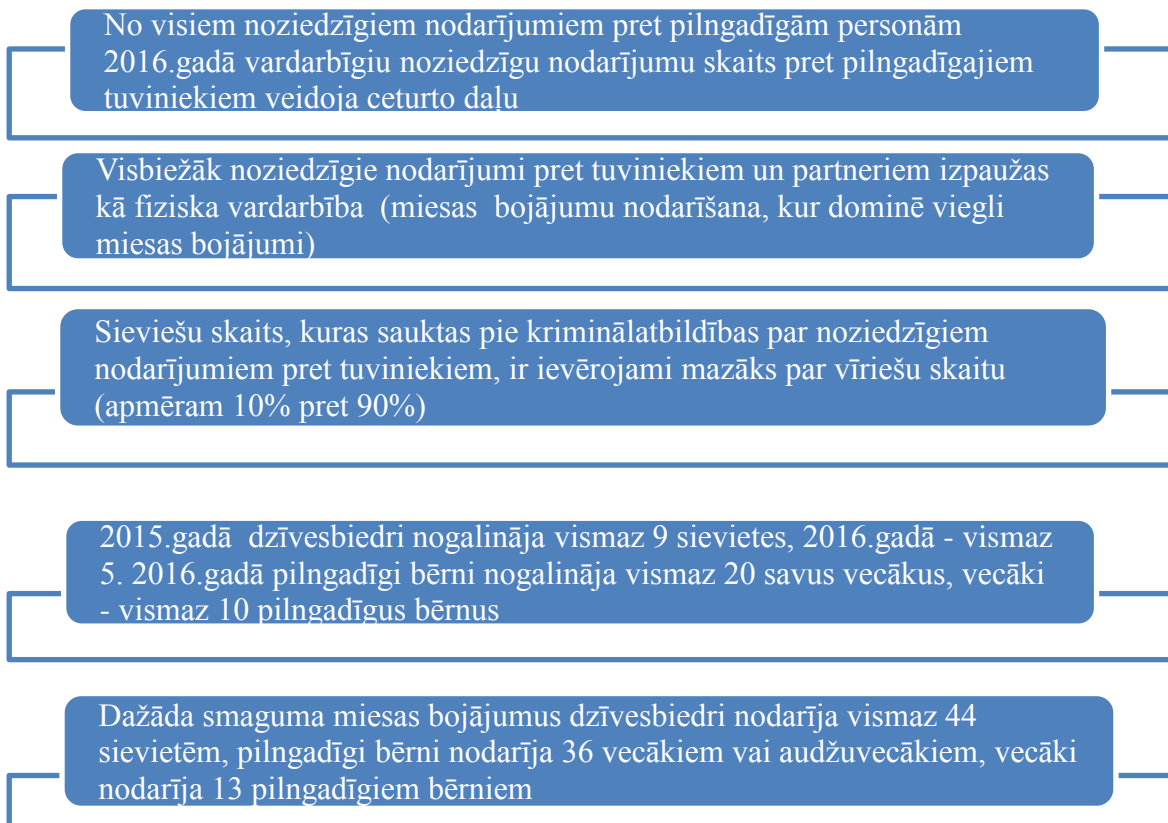 No visiem noziedzīgiem nodarījumiem pret pilngadīgām personām
2016.gadā vardarbīgiu noziedzīgu nodarījumu skaits pret pilngadīgajiem
tuviniekiem veidoja ceturto daļu
Visbiežāk noziedzīgie nodarījumi pret tuviniekiem un partneriem izpaužas
kā fiziska vardarbība (miesas bojājumu nodarīšana, kur dominē viegli
miesas bojājumi)
Sieviešu skaits, kuras sauktas pie kriminālatbildības par noziedzīgiem
nodarījumiem pret tuviniekiem, ir ievērojami mazāks par vīriešu skaitu
(apmēram 10% pret 90%)
2015.gadā dzīvesbiedri nogalināja vismaz 9 sievietes, 2016.gadā - vismaz
5. 2016.gadā pilngadīgi bērni nogalināja vismaz 20 savus vecākus, vecāki
- vismaz 10 pilngadīgus bērnus
Dažāda smaguma miesas bojājumus dzīvesbiedri nodarīja vismaz 44
sievietēm, pilngadīgi bērni nodarīja 36 vecākiem vai audžuvecākiem, vecāki
nodarīja 13 pilngadīgiem bērniem